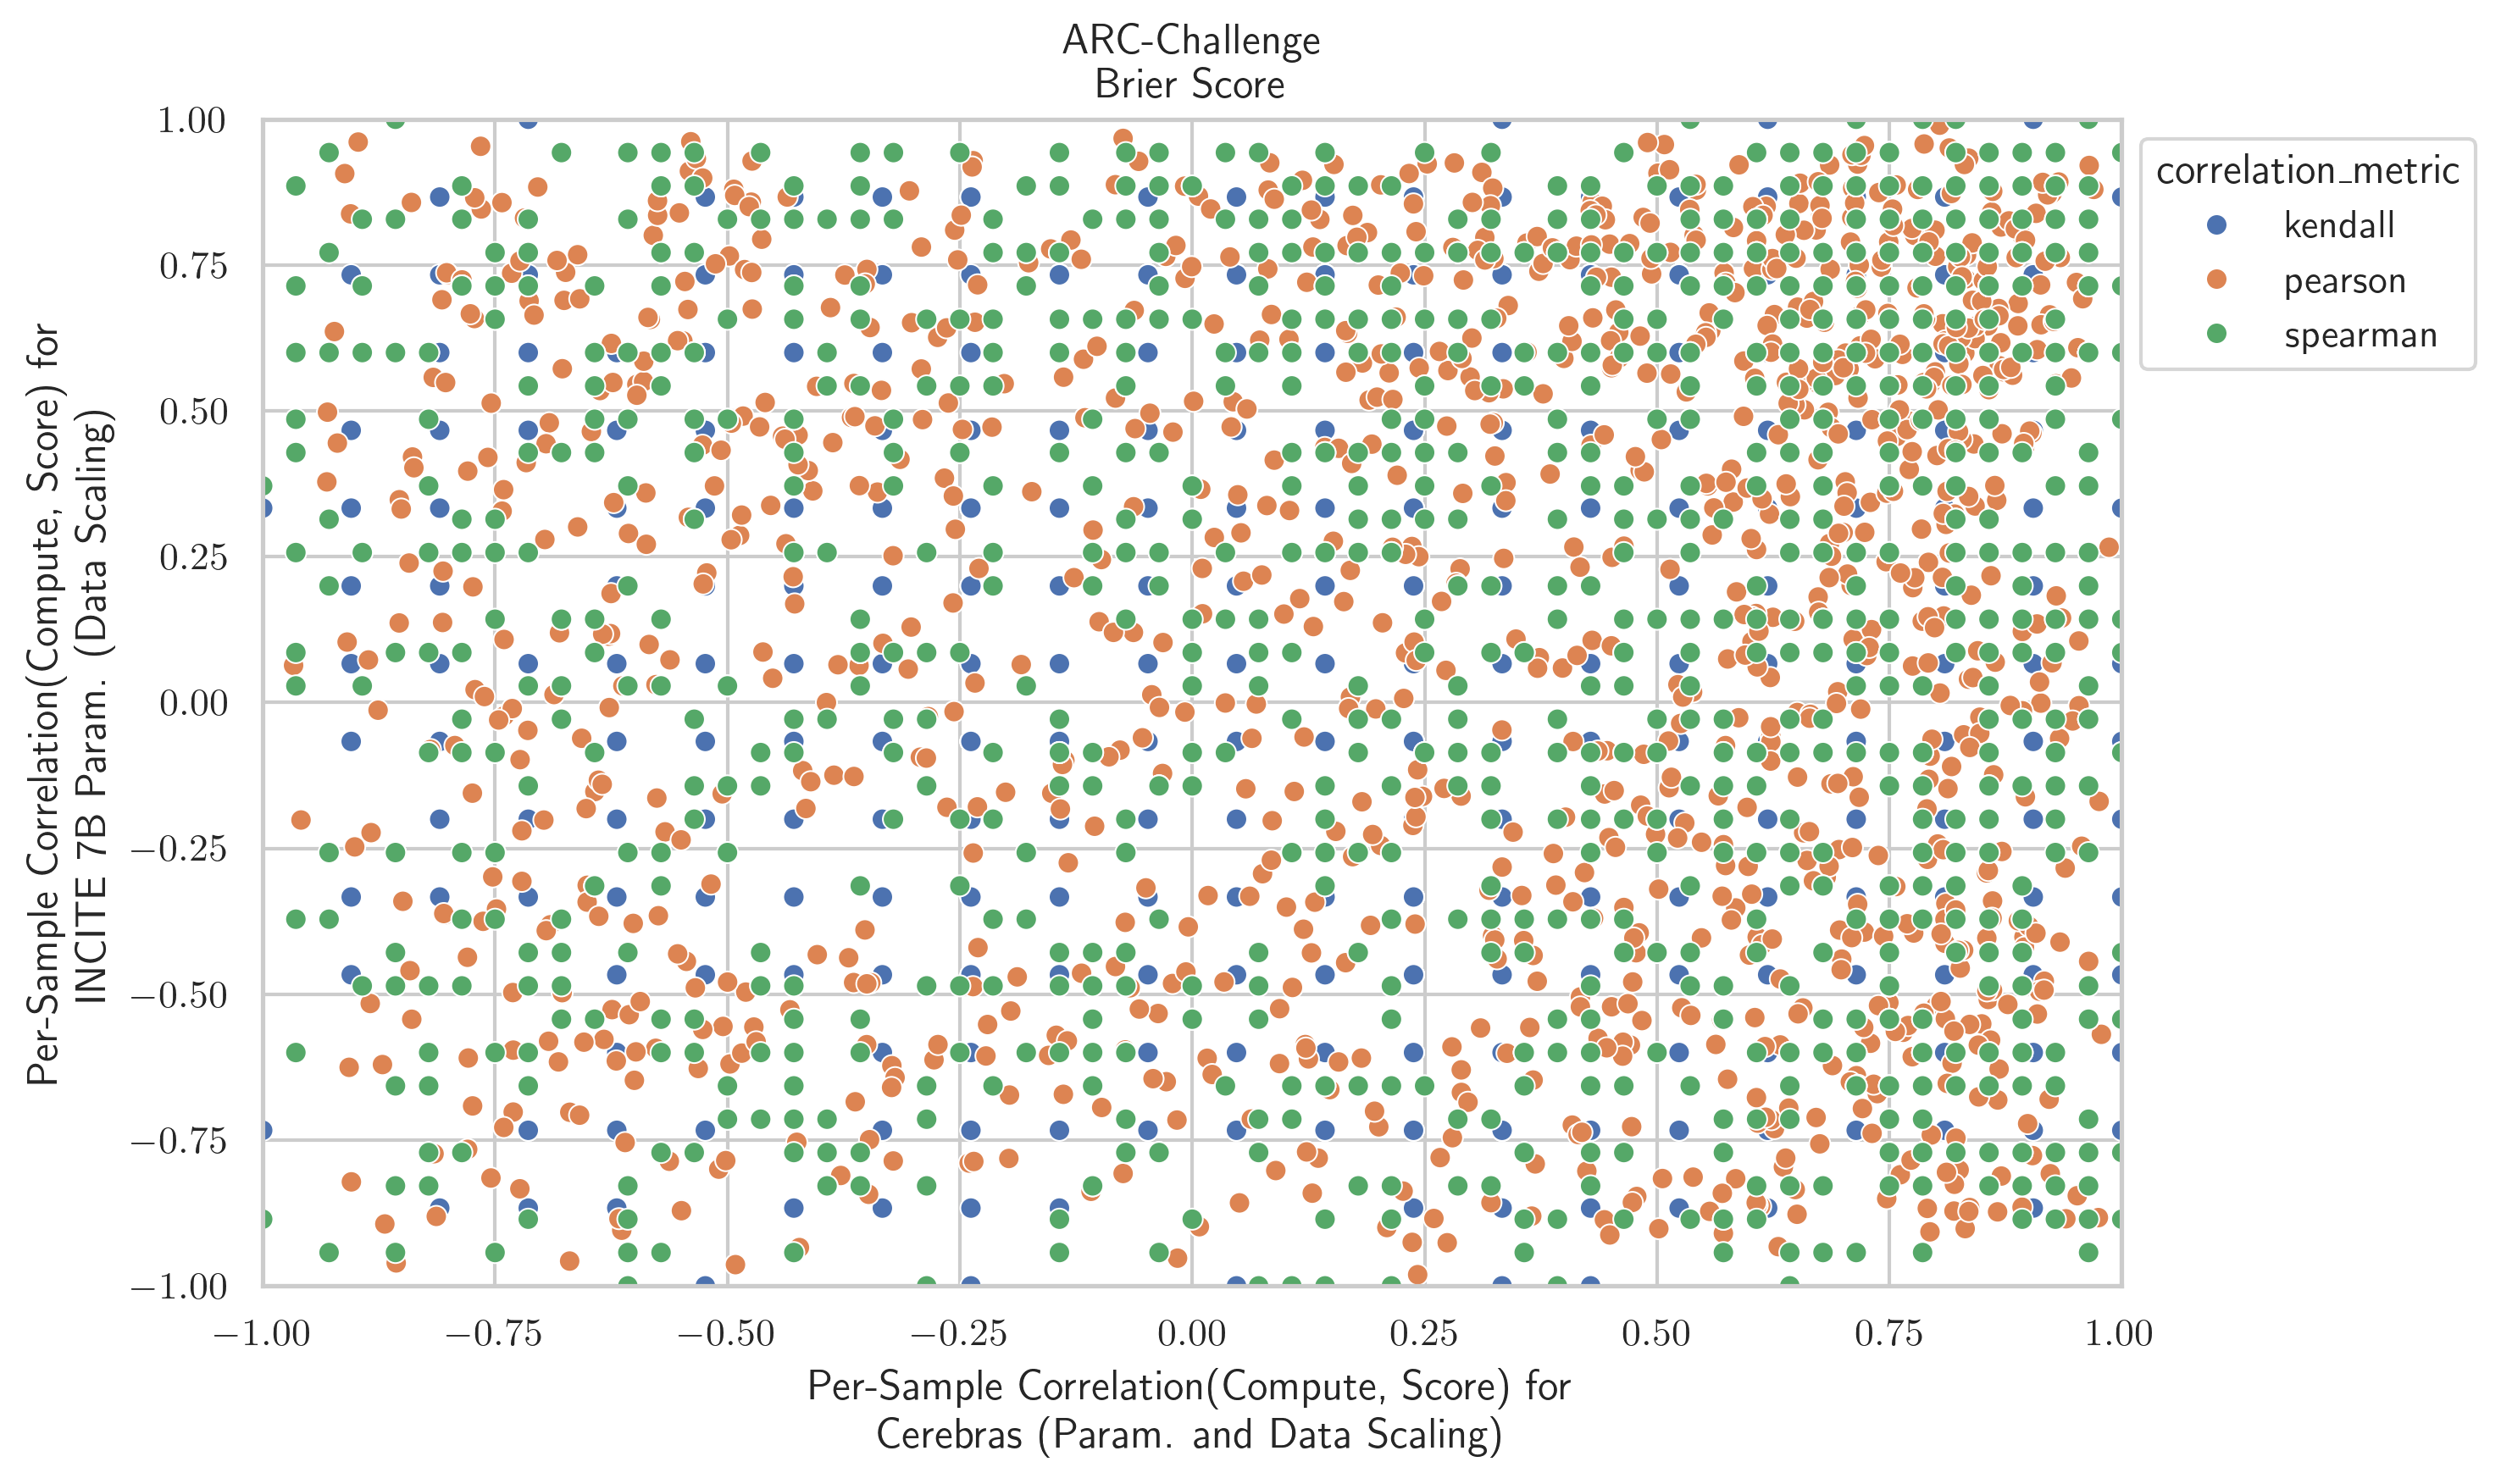 ARC-Challenge
Brier Score
1.00
0.75
0.50
0.25
0.00
−0.25
−0.50
−0.75
−1.00
Per-Sample Correlation(Compute, Score) for
INCITE 7B Param. (Data Scaling)
−1.00 −0.75 −0.50 −0.25 0.00 0.25 0.50 0.75 1.00
Per-Sample Correlation(Compute, Score) for
Cerebras (Param. and Data Scaling)
correlation_metric
kendall
pearson
spearman